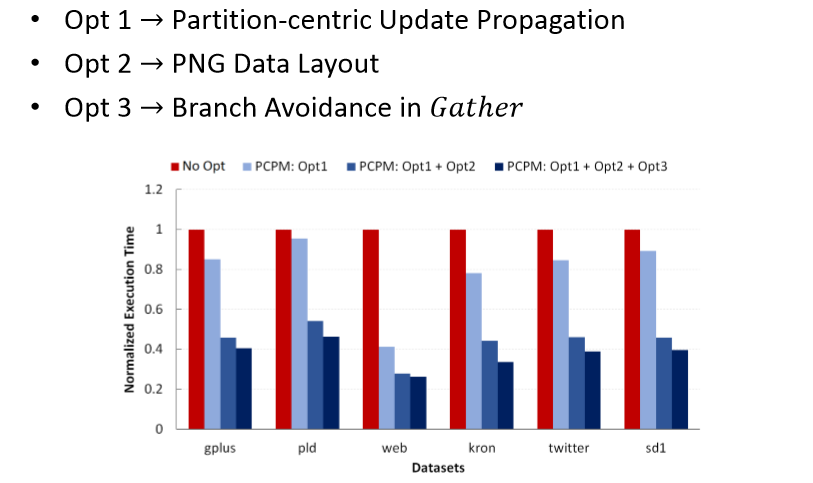 • Opt 1 → Partition-centric Update Propagation
• Opt 2 → PNG Data Layout
• Opt 3 → Branch Avoidance in Gather
No Opt PCPM: Opt1 PCPM: Opt1 + Opt2 PCPM: Opt1 + Opt2 + Opt3
Normalized Execution Time
1.2
1
0.8
0.6
0.4
0.2
0
gplus pld web kron twitter sd1
Datasets